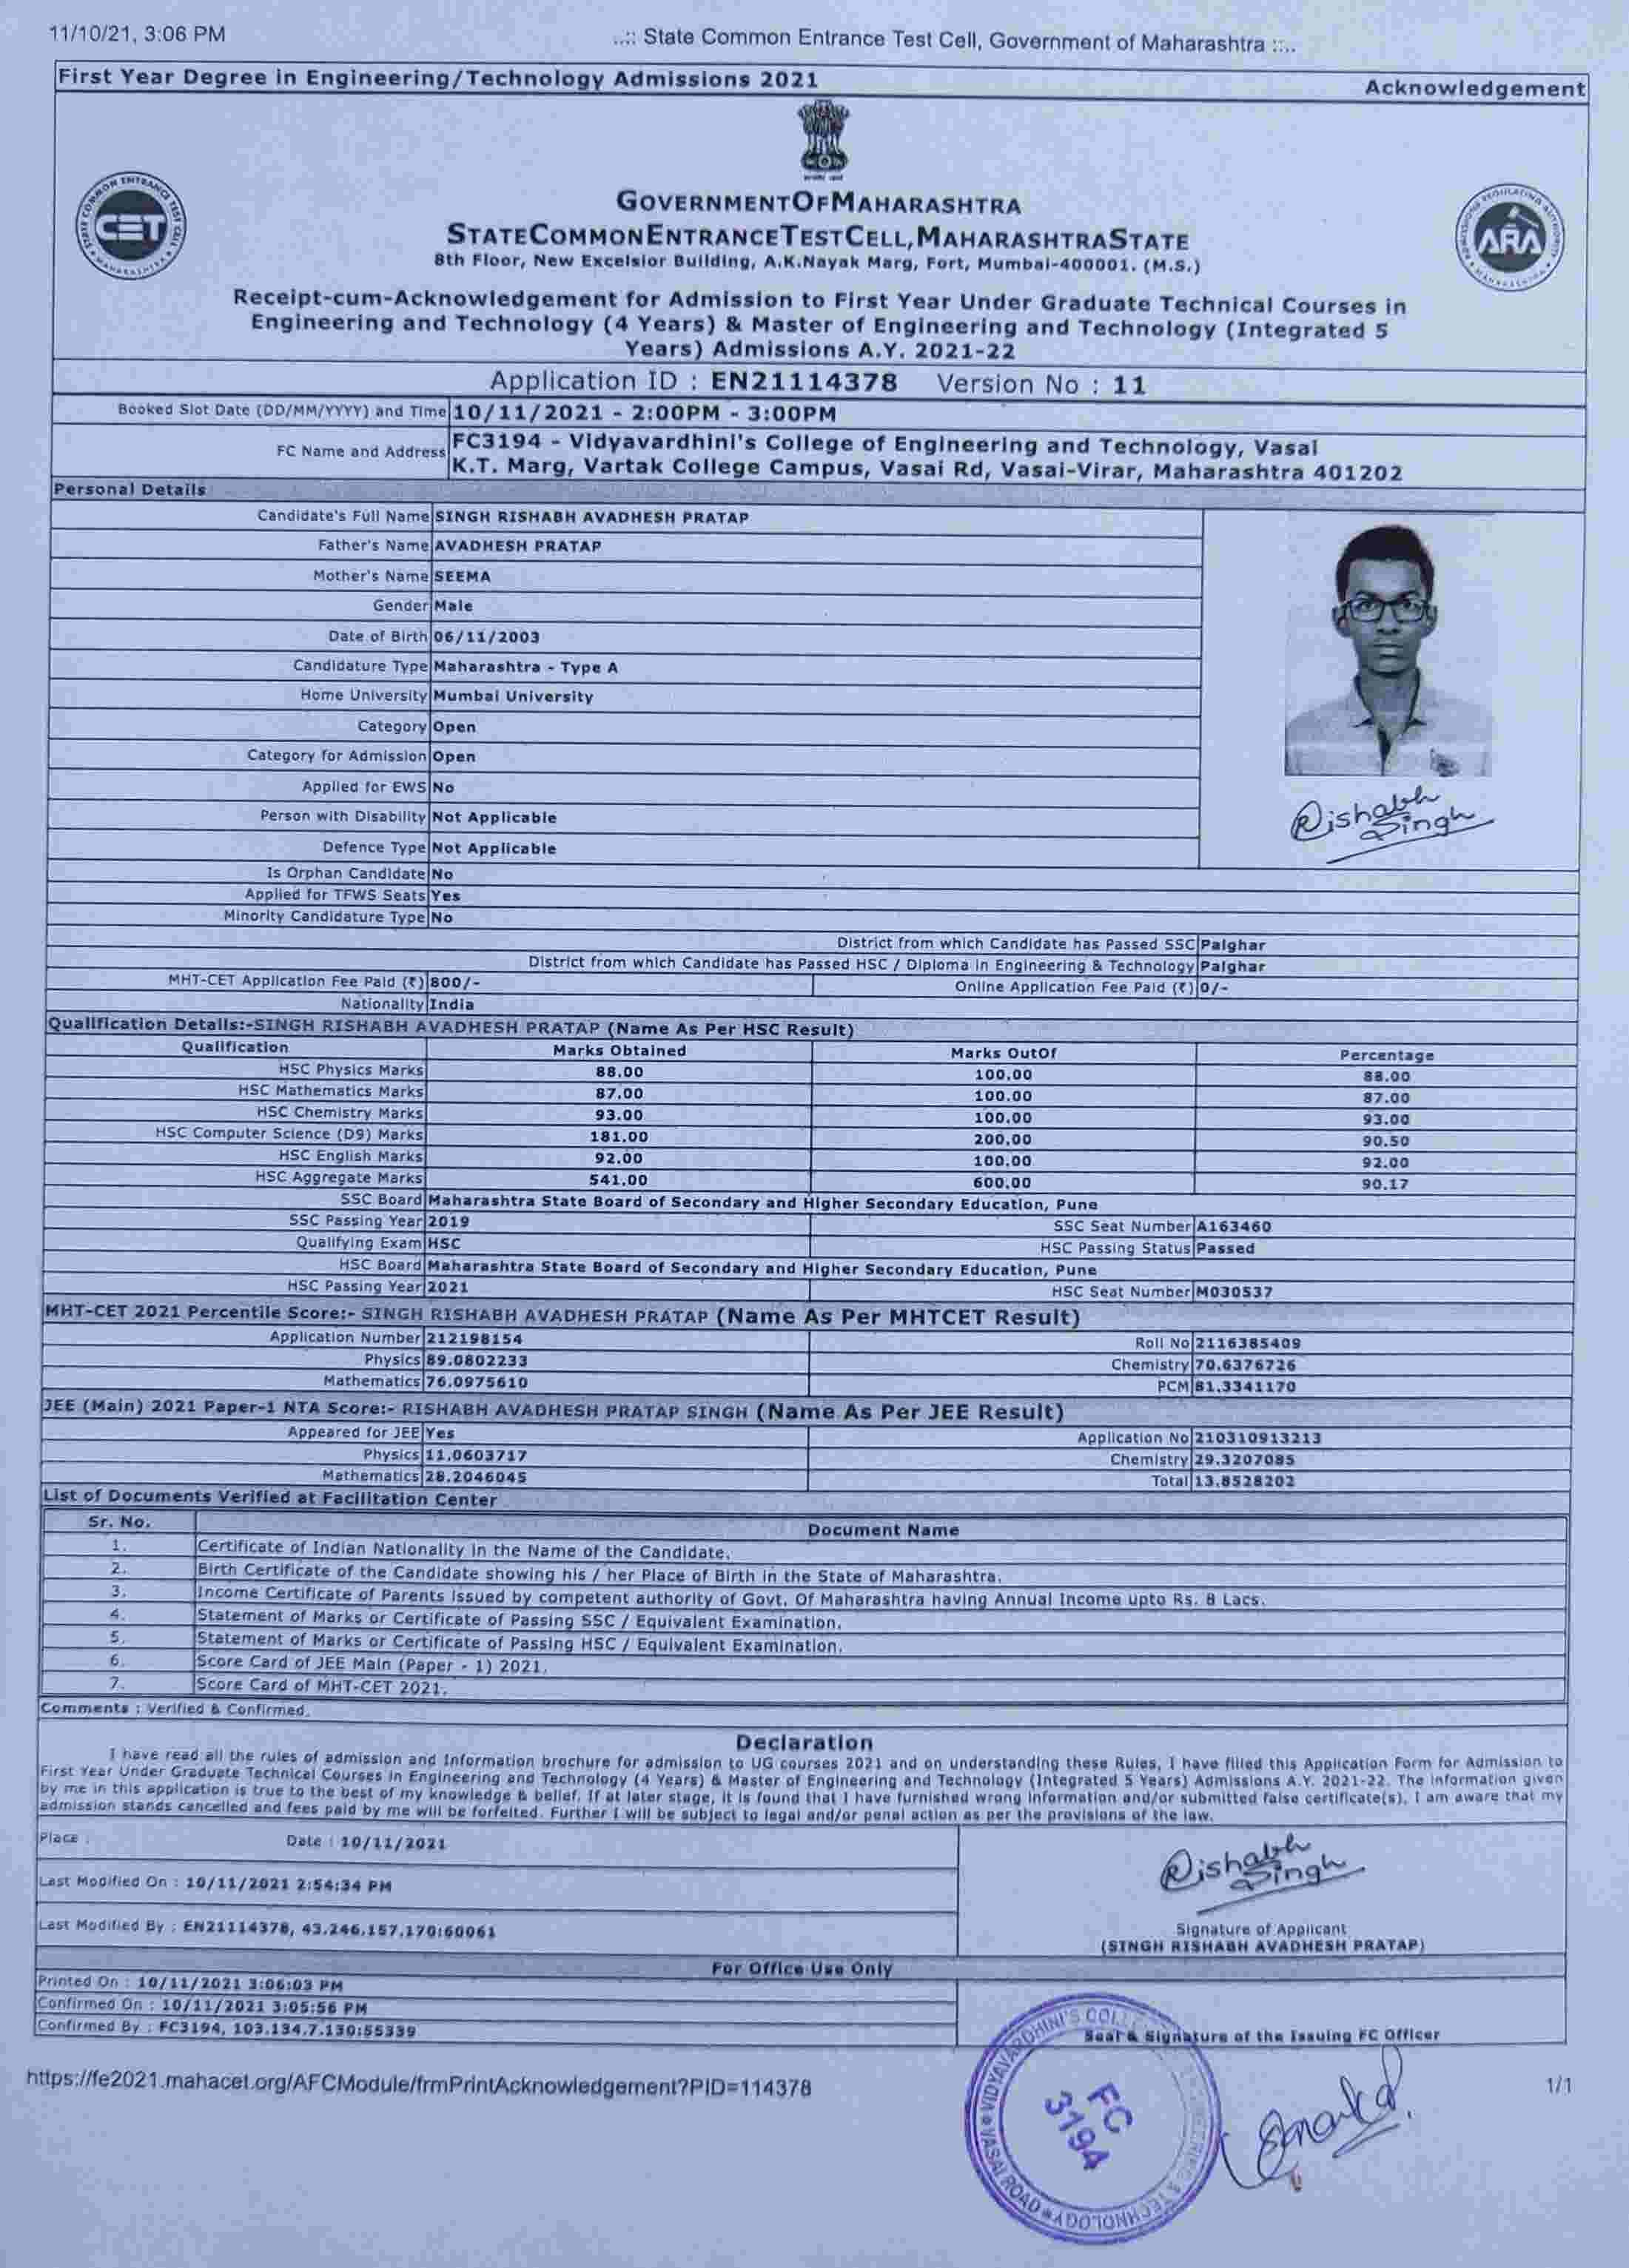 11/10/21, 3:06 PM
..:: State Common Entrance Test Cell, Government of Maharashtra ::..
First Year Degree in Engineering/Technology Admissions 2021 Acknowledgement
STATE COMMON ENTRANCE TEST CELL
CET
MAHARASHTRA
ADMISSIONS REGULATING AUTHORITY
ARA
MAHARASHTRA
GOVERNMENTOFMAHARASHTRA
STATECOMMONENTRANCETESTCELL,MAHARASHTRASTATE
8th Floor, New Excelsior Building, A.K.Nayak Marg, Fort, Mumbai-400001. (M.S.)
Receipt-cum-Acknowledgement for Admission to First Year Under Graduate Technical Courses in
Engineering and Technology (4 Years) & Master of Engineering and Technology (Integrated 5
Years) Admissions A.Y. 2021-22
Application ID : EN21114378 Version No : 11
Booked Slot Date (DD/MM/YYYY) and Time 10/11/2021 - 2:00PM - 3:00PM
FC Name and Address FC3194 - Vidyavardhini's College of Engineering and Technology, Vasai
K.T. Marg, Vartak College Campus, Vasai Rd, Vasai-Virar, Maharashtra 401202
Personal Details
Candidate's Full Name SINGH RISHABH AVADHESH PRATAP
Father's Name AVADHESH PRATAP
Mother's Name SEEMA
Gender Male
Date of Birth 06/11/2003
Candidature Type Maharashtra - Type A
Home University Mumbai University
Category Open
Category for Admission Open
Applied for EWS No
Person with Disability Not Applicable
Rishabh
Singh
Defence Type Not Applicable
Is Orphan Candidate No
Applied for TFWS Seats Yes
Minority Candidature Type No
District from which Candidate has Passed SSC Palghar
District from which Candidate has Passed HSC / Diploma in Engineering & Technology Palghar
MHT-CET Application Fee Paid (₹) 800/- Online Application Fee Paid (₹) 0/-
Nationality India
Qualification Details:-SINGH RISHABH AVADHESH PRATAP (Name As Per HSC Result)
Qualification Marks Obtained Marks OutOf Percentage
HSC Physics Marks 88.00 100.00 88.00
HSC Mathematics Marks 87.00 100.00 87.00
HSC Chemistry Marks 93.00 100.00 93.00
HSC Computer Science (D9) Marks 181.00 200.00 90.50
HSC English Marks 92.00 100.00 92.00
HSC Aggregate Marks 541.00 600.00 90.17
SSC Board Maharashtra State Board of Secondary and Higher Secondary Education, Pune
SSC Passing Year 2019 SSC Seat Number A163460
Qualifying Exam HSC HSC Passing Status Passed
HSC Board Maharashtra State Board of Secondary and Higher Secondary Education, Pune
HSC Passing Year 2021 HSC Seat Number M030537
MHT-CET 2021 Percentile Score:- SINGH RISHABH AVADHESH PRATAP (Name As Per MHTCET Result)
Application Number 212198154 Roll No 2116385409
Physics 89.0802233 Chemistry 70.6376726
Mathematics 76.0975610 PCM 81.3341170
JEE (Main) 2021 Paper-1 NTA Score:- RISHABH AVADHESH PRATAP SINGH (Name As Per JEE Result)
Appeared for JEE Yes Application No 210310913213
Physics 11.0603717 Chemistry 29.3207085
Mathematics 28.2046045 Total 13.8528202
List of Documents Verified at Facilitation Center
Sr. No. Document Name
1. Certificate of Indian Nationality in the Name of the Candidate.
2. Birth Certificate of the Candidate showing his / her Place of Birth in the State of Maharashtra.
3. Income Certificate of Parents issued by competent authority of Govt. Of Maharashtra having Annual Income upto Rs. 8 Lacs.
4. Statement of Marks or Certificate of Passing SSC / Equivalent Examination.
5. Statement of Marks or Certificate of Passing HSC / Equivalent Examination.
6. Score Card of JEE Main (Paper - 1) 2021.
7. Score Card of MHT-CET 2021.
Comments : Verified & Confirmed.
Declaration
I have read all the rules of admission and Information brochure for admission to UG courses 2021 and on understanding these Rules, I have filled this Application Form for Admission to
First Year Under Graduate Technical Courses in Engineering and Technology (4 Years) & Master of Engineering and Technology (Integrated 5 Years) Admissions A.Y. 2021-22. The information given
by me in this application is true to the best of my knowledge & belief. If at later stage, it is found that I have furnished wrong information and/or submitted false certificate(s), I am aware that my
admission stands cancelled and fees paid by me will be forfeited. Further I will be subject to legal and/or penal action as per the provisions of the law.
Place : Date : 10/11/2021
Last Modified On : 10/11/2021 2:54:34 PM
Rishabh
Singh
Last Modified By : EN21114378, 43.246.157.170:60061
Signature of Applicant
(SINGH RISHABH AVADHESH PRATAP)
For Office Use Only
Printed On : 10/11/2021 3:06:03 PM
Confirmed On : 10/11/2021 3:05:56 PM
Confirmed By : FC3194, 103.134.7.130:55339
Seal & Signature of the Issuing FC Officer
https://fe2021.mahacet.org/AFCModule/frmPrintAcknowledgement?PID=114378 1/1
VIDYAVARDHINI'S COLLEGE & TECHNOLOGY VASAI ROAD
FC
3194